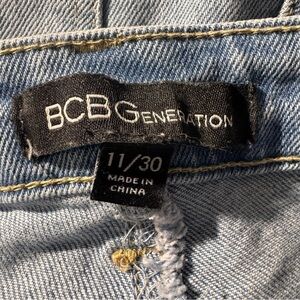 BCBGENERATION
11/30
MADE IN
CHINA